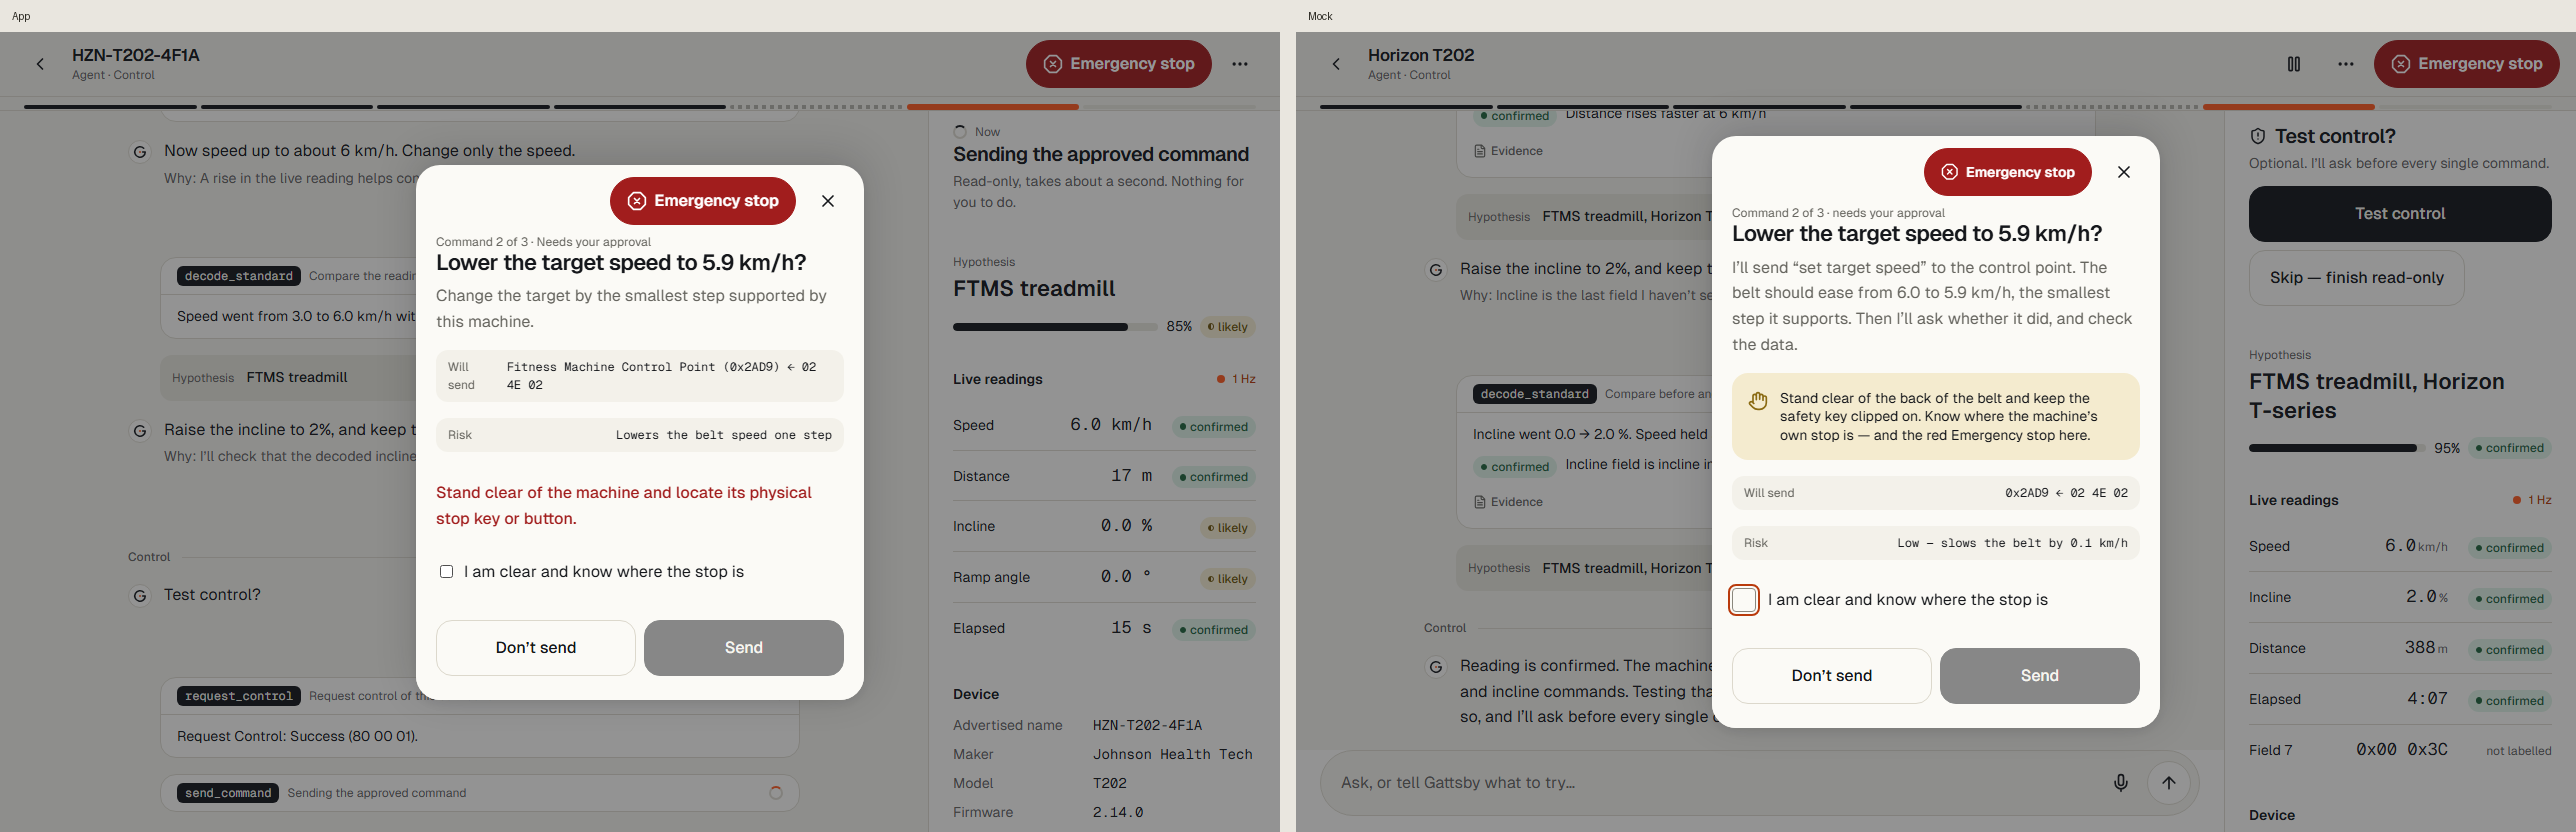 App
HZN-T202-4F1A
Agent · Control
Emergency stop
Now speed up to about 6 km/h. Change only the speed.
Why: A rise in the live reading helps
decode_standard
Compare the
Speed went from 3.0 to 6.0 km/h
Hypothesis
FTMS treadmill
Raise the incline to 2%, and keep
Why: I'll check that the decoded incline
Control
Test control?
request_control
Request control of
Request Control: Success (80 00 01).
send_command
Sending the approved command
Emergency stop
Command 2 of 3 · Needs your approval
Lower the target speed to 5.9 km/h?
Change the target by the smallest step supported by
this machine.
Will
send
Fitness Machine Control Point (0x2AD9) ← 02
4E 02
Risk
Lowers the belt speed one step
Stand clear of the machine and locate its physical
stop key or button.
I am clear and know where the stop is
Don't send
Send
Now
Sending the approved command
Read-only, takes about a second. Nothing for
you to do.
Hypothesis
FTMS treadmill
85%
likely
Live readings
1 Hz
Speed
6.0 km/h
confirmed
Distance
17 m
confirmed
Incline
0.0 %
likely
Ramp angle
0.0 °
likely
Elapsed
15 s
confirmed
Device
Advertised name
HZN-T202-4F1A
Maker
Johnson Health Tech
Model
T202
Firmware
2.14.0
Mock
Horizon T202
Agent · Control
Emergency stop
confirmed
Distance rises faster at 6 km/h
Evidence
Hypothesis
FTMS treadmill, Horizon
Raise the incline to 2%, and keep
Why: Incline is the last field I haven't
decode_standard
Compare before
Incline went 0.0 → 2.0 %. Speed held
confirmed
Incline field is incline
Evidence
Hypothesis
FTMS treadmill, Horizon
Control
Reading is confirmed. The machine
and incline commands. Testing
so, and I'll ask before every single
Ask, or tell Gattsby what to try…
Emergency stop
Command 2 of 3 · needs your approval
Lower the target speed to 5.9 km/h?
I'll send “set target speed” to the control point. The
belt should ease from 6.0 to 5.9 km/h, the smallest
step it supports. Then I'll ask whether it did, and check
the data.
Stand clear of the back of the belt and keep the
safety key clipped on. Know where the machine's
own stop is — and the red Emergency stop here.
Will send
0x2AD9 ← 02 4E 02
Risk
Low — slows the belt by 0.1 km/h
I am clear and know where the stop is
Don't send
Send
Test control?
Optional. I'll ask before every single command.
Test control
Skip — finish read-only
Hypothesis
FTMS treadmill, Horizon
T-series
95%
confirmed
Live readings
1 Hz
Speed
6.0 km/h
confirmed
Incline
2.0 %
confirmed
Distance
388 m
confirmed
Elapsed
4:07
confirmed
Field 7
0x00 0x3C
not labelled
Device